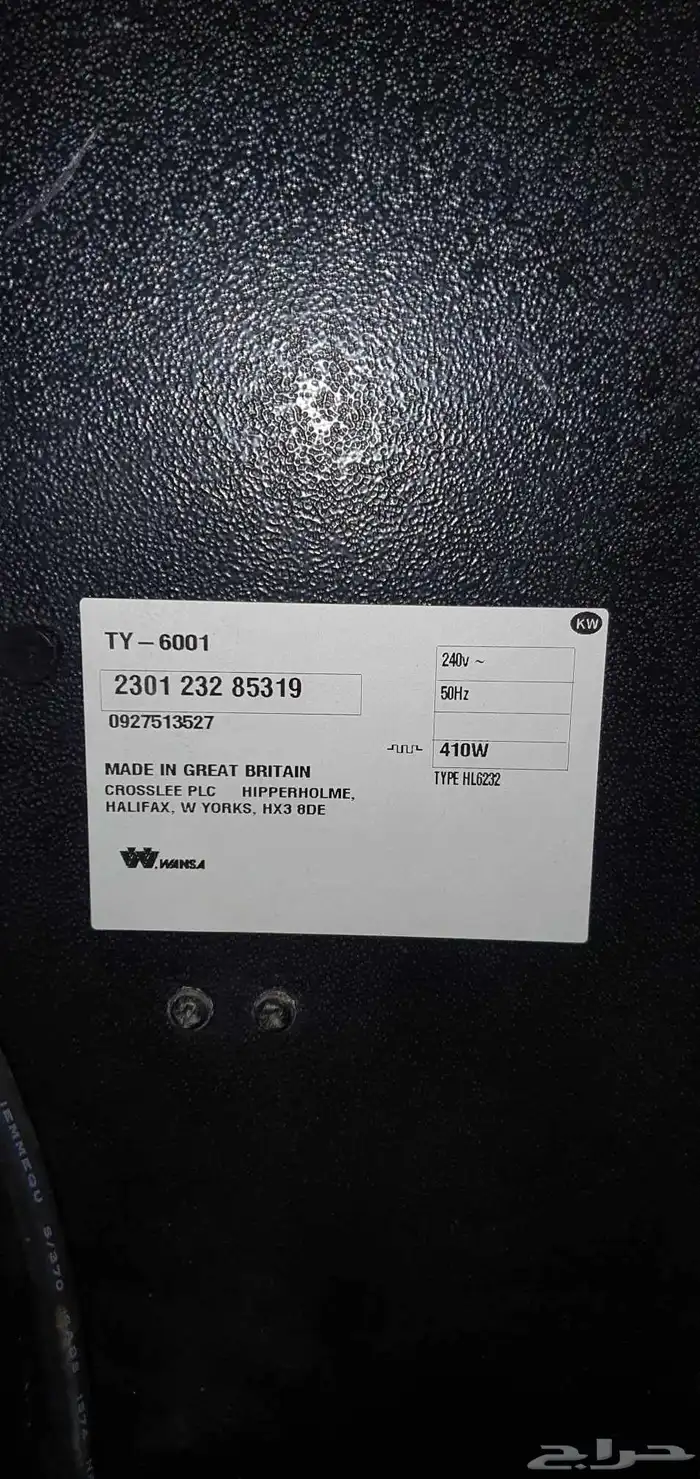 TY-6001
KW
2301 232 85319
0927513527
240v ~
50Hz
410W
TYPE HL6232
MADE IN GREAT BRITAIN
CROSSLEE PLC HIPPERHOLME,
HALIFAX, W YORKS, HX3 8DE
W. WANSA
S/370
حراج